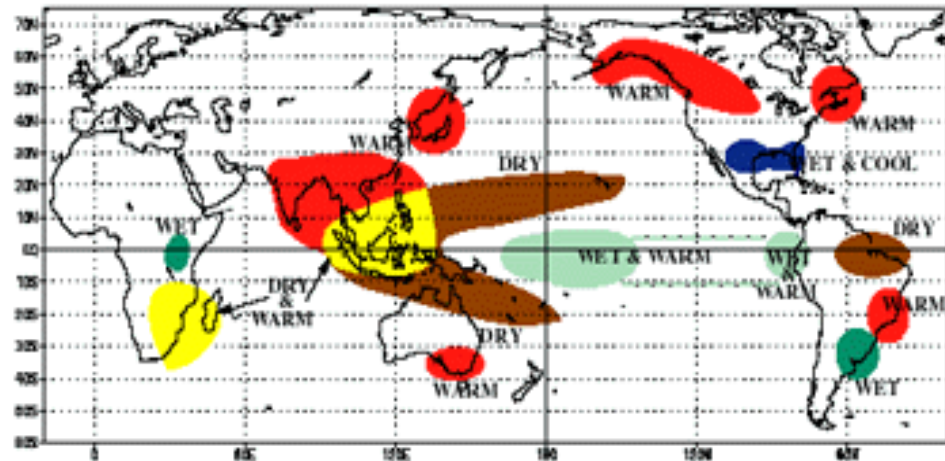 70N
60N
WARM
50N
WARM
40N
WARM
DRY
30N
WET & COOL
20N
10N
WET
DRY
EQ
WET & WARM
WET
&
WARM
10S
DRY
&
WARM
WARM
20S
DRY
30S
WARM
WET
40S
50S
60S
0
60E
120E
180
120W
60W